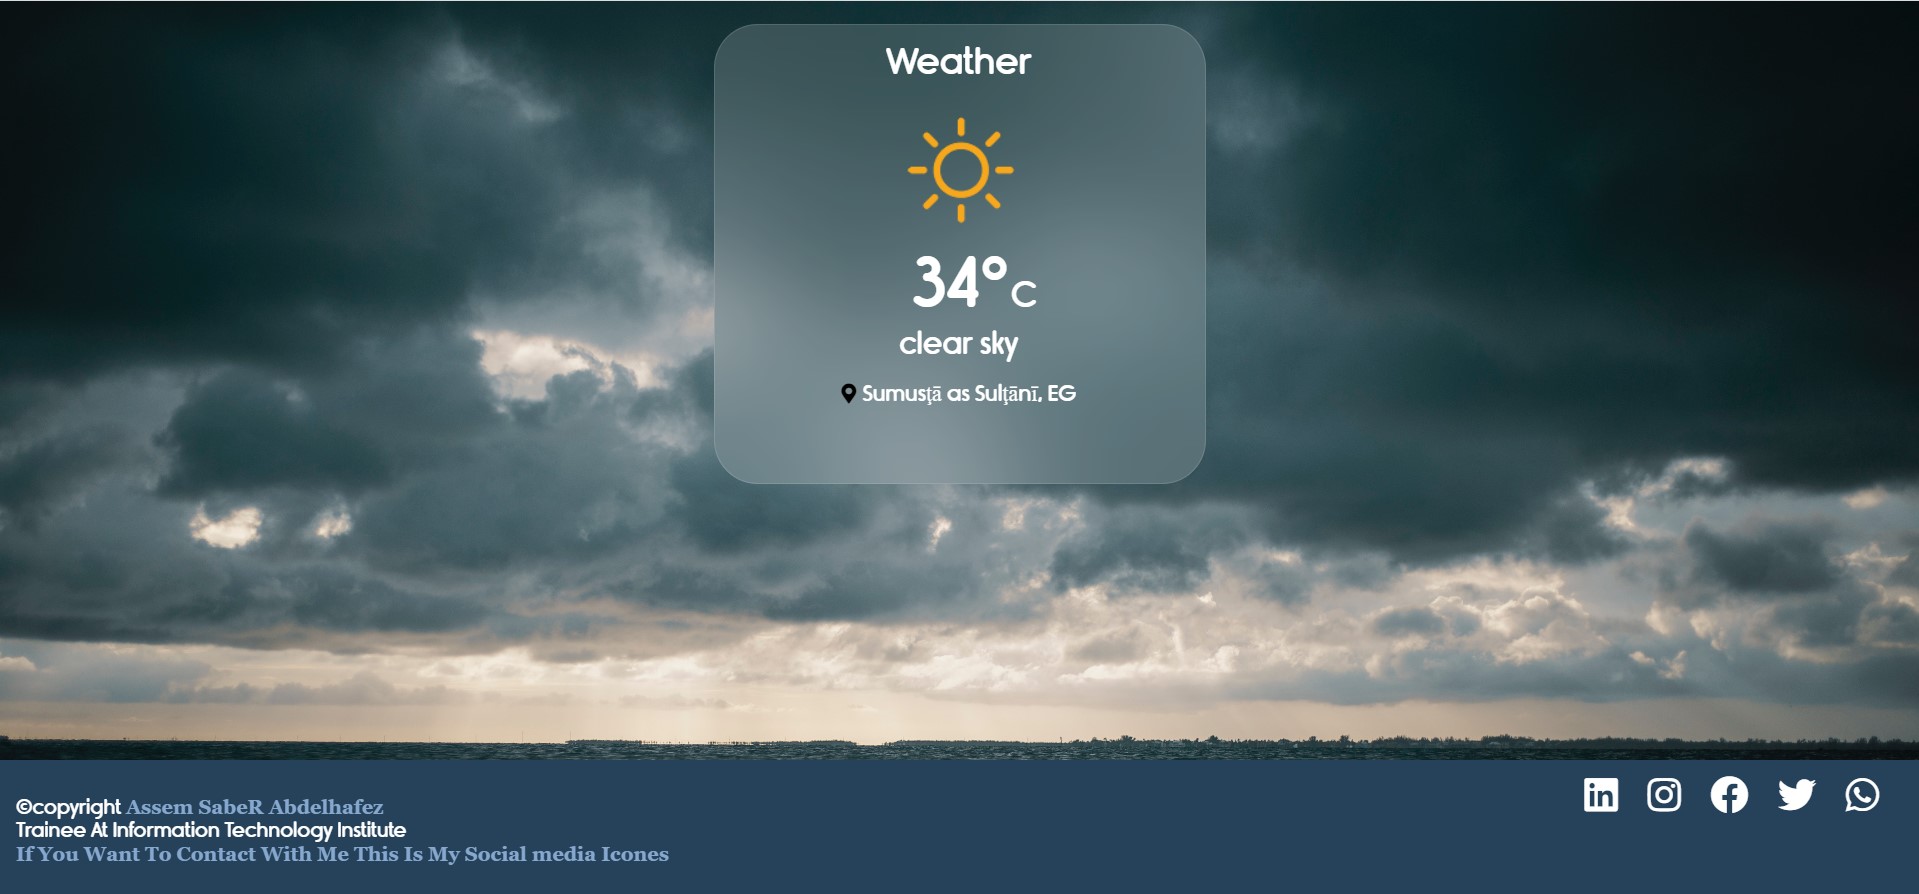 Weather
34° C
clear sky
Sumusţā as Sulţānī, EG
©copyright Assem SabeR Abdelhafez
Trainee At Information Technology Institute
If You Want To Contact With Me This Is My Social media Icones